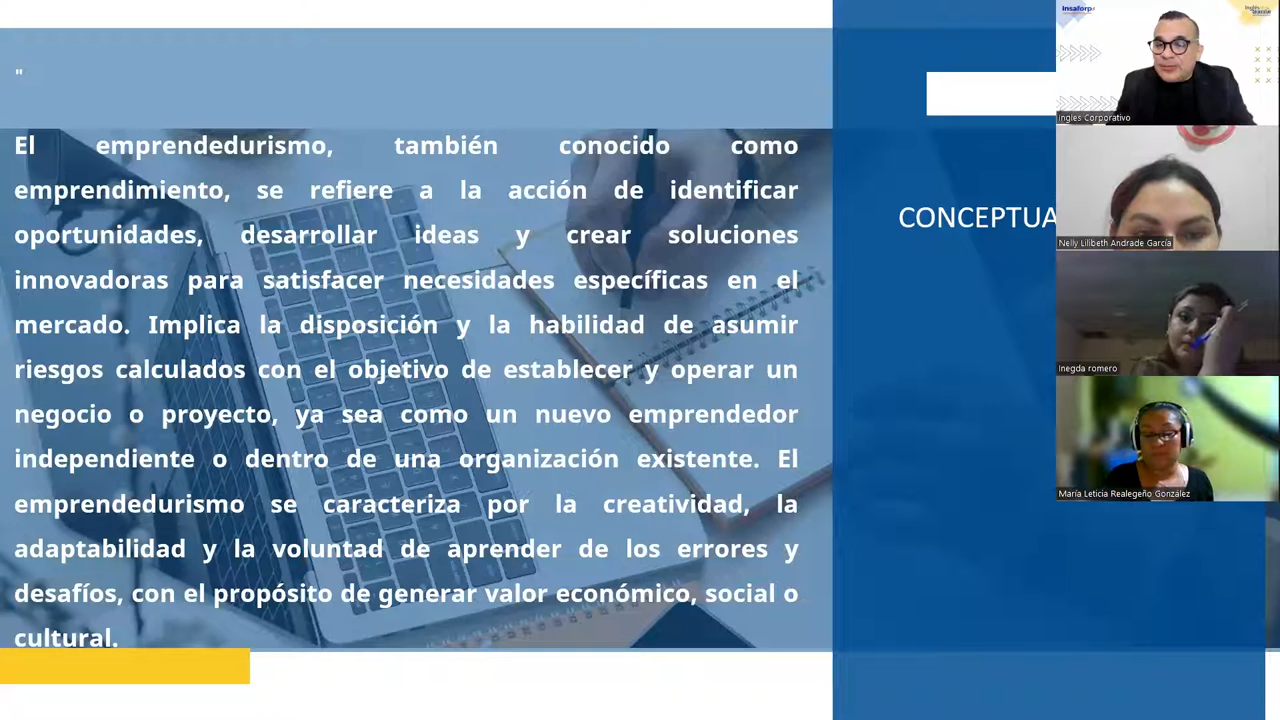 "
El emprendedurismo, también conocido como
emprendimiento, se refiere a la acción de identificar
oportunidades, desarrollar ideas y crear soluciones
innovadoras para satisfacer necesidades específicas en el
mercado. Implica la disposición y la habilidad de asumir
riesgos calculados con el objetivo de establecer y operar un
negocio o proyecto, ya sea como un nuevo emprendedor
independiente o dentro de una organización existente. El
emprendedurismo se caracteriza por la creatividad, la
adaptabilidad y la voluntad de aprender de los errores y
desafíos, con el propósito de generar valor económico, social o
cultural.
CONCEPTUA
insaforp
Ingles Corporativo
Nelly Lilibeth Andrade García
Inegda romero
María Leticia Realegeño González